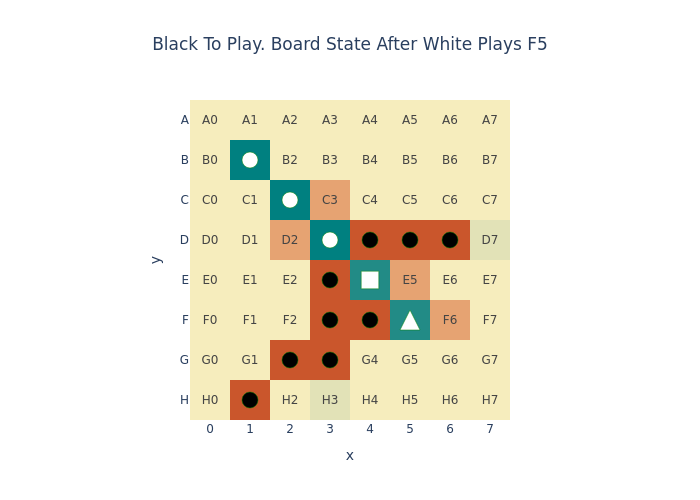 Black To Play. Board State After White Plays F5
A A0 A1 A2 A3 A4 A5 A6 A7
B B0 B2 B3 B4 B5 B6 B7
C C0 C1 C3 C4 C5 C6 C7
D D0 D1 D2 D7
E E0 E1 E2 E5 E6 E7
F F0 F1 F2 F6 F7
G G0 G1 G4 G5 G6 G7
H H0 H2 H3 H4 H5 H6 H7
0 1 2 3 4 5 6 7
x
y